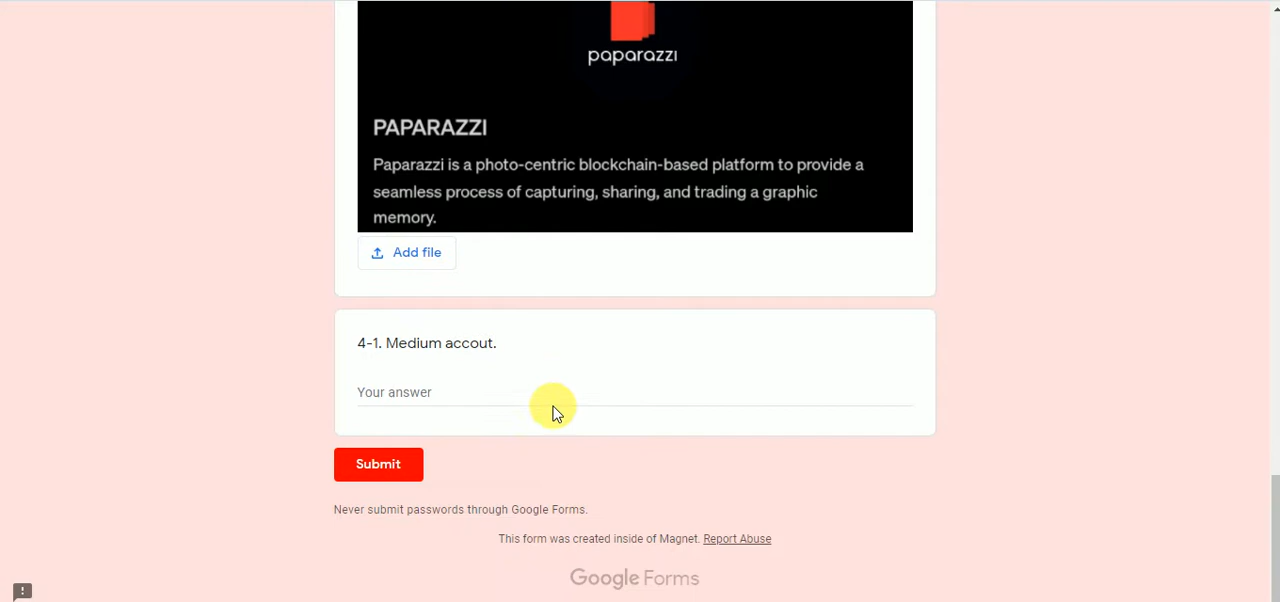 paparazzi
PAPARAZZI
Paparazzi is a photo-centric blockchain-based platform to provide a
seamless process of capturing, sharing, and trading a graphic
memory.
Add file
4-1. Medium accout.
Your answer
Submit
Never submit passwords through Google Forms.
This form was created inside of Magnet. Report Abuse
Google Forms